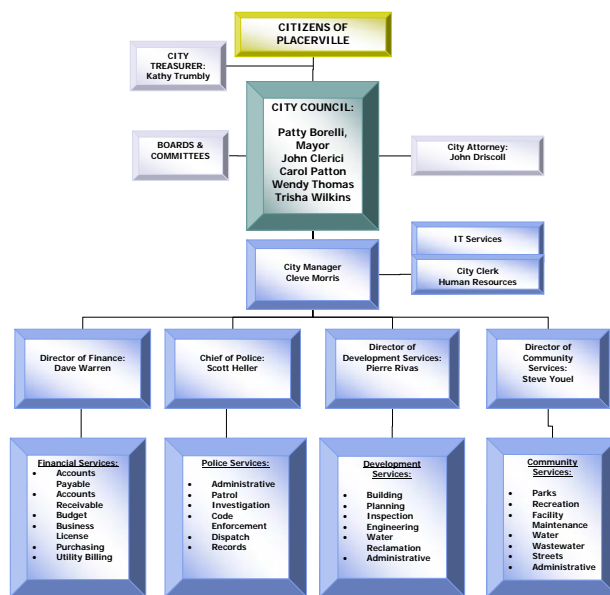 CITIZENS OF
PLACERVILLE
CITY
TREASURER:
Kathy Trumbly
CITY COUNCIL:
Patty Borelli,
Mayor
John Clerici
Carol Patton
Wendy Thomas
Trisha Wilkins
BOARDS &
COMMITTEES
City Attorney:
John Driscoll
City Manager
Cleve Morris
IT Services
City Clerk
Human Resources
Director of Finance:
Dave Warren
Chief of Police:
Scott Heller
Director of
Development Services:
Pierre Rivas
Director of
Community
Services:
Steve Youel
Financial Services:
• Accounts
Payable
• Accounts
Receivable
• Budget
• Business
License
• Purchasing
• Utility Billing
Police Services:
• Administrative
• Patrol
• Investigation
• Code
Enforcement
• Dispatch
• Records
Development
Services:
• Building
• Planning
• Inspection
• Engineering
• Water
Reclamation
• Administrative
Community
Services:
• Parks
• Recreation
• Facility
Maintenance
• Water
• Wastewater
• Streets
• Administrative